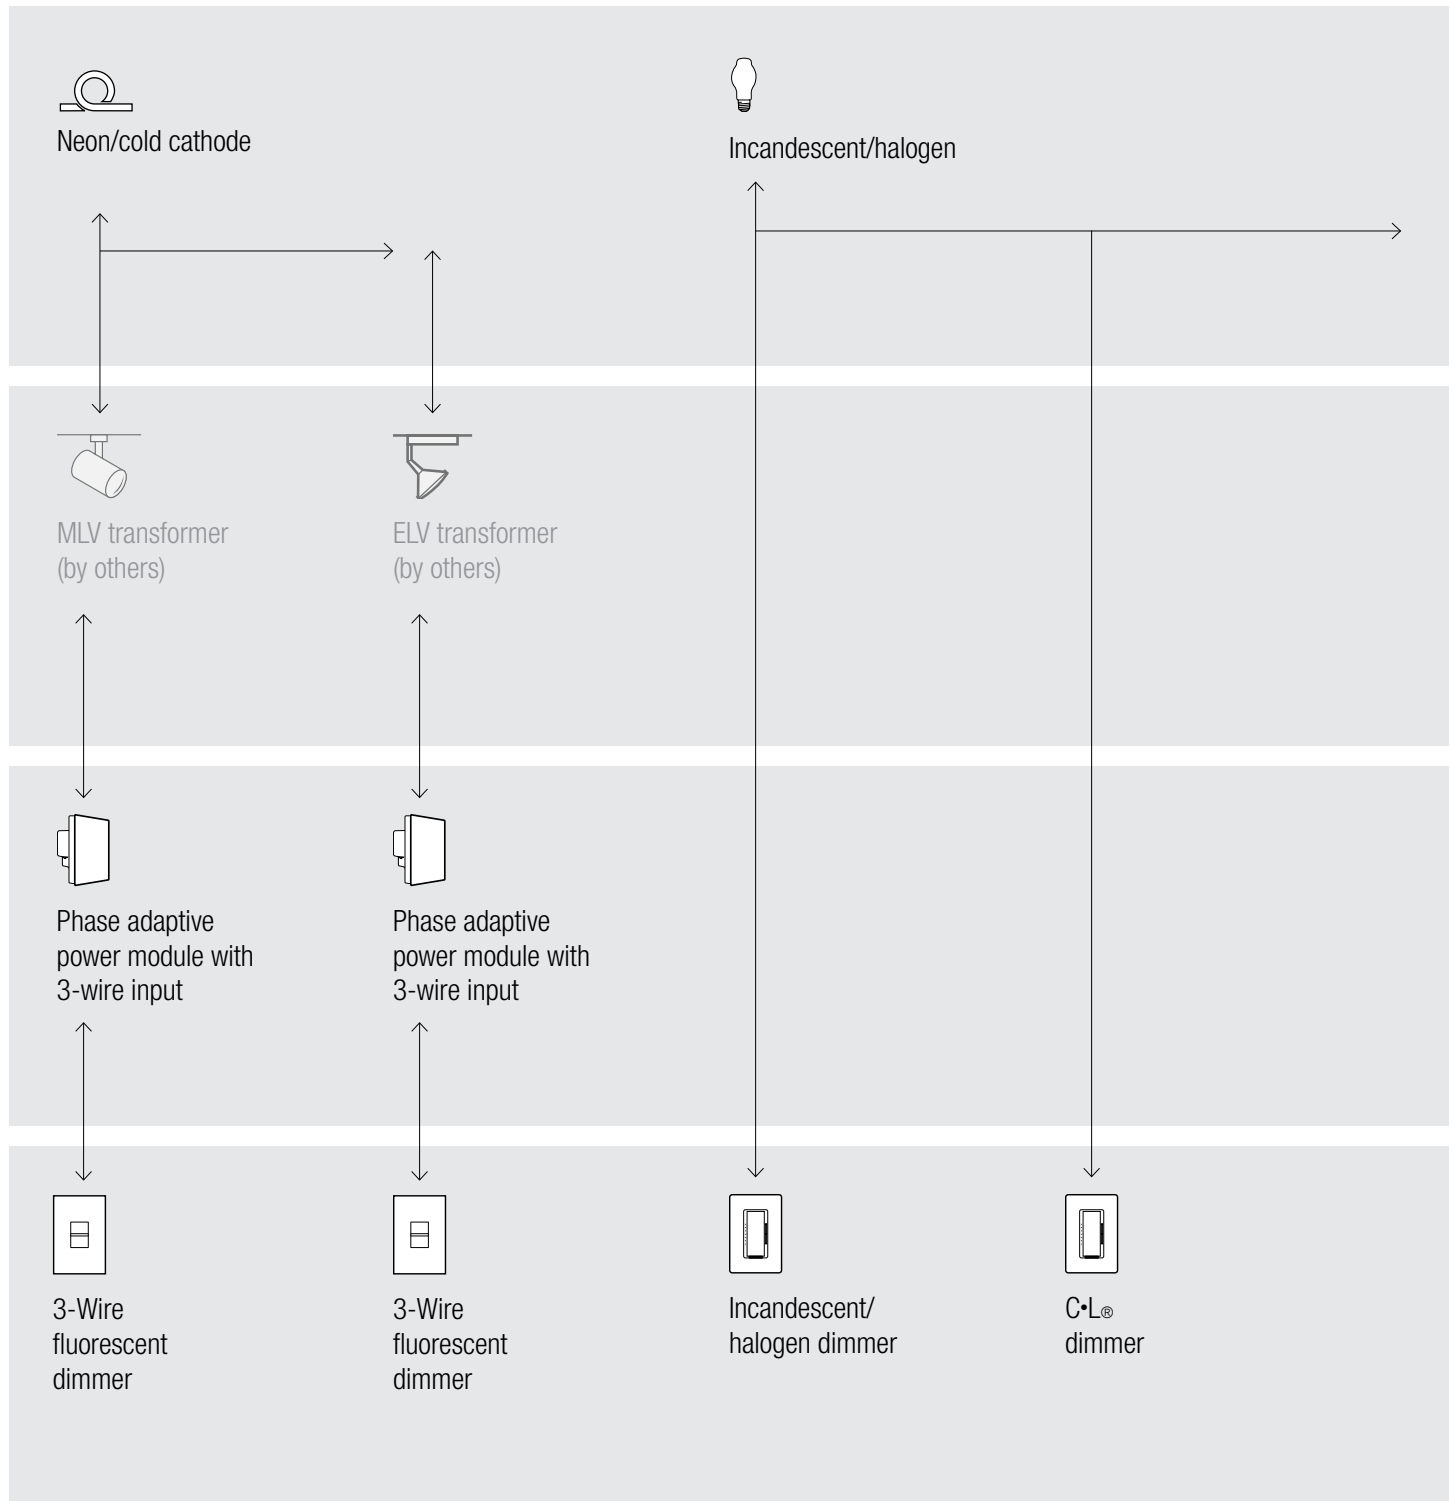 Neon/cold cathode
Incandescent/halogen
MLV transformer
(by others)
ELV transformer
(by others)
Phase adaptive
power module with
3-wire input
Phase adaptive
power module with
3-wire input
3-Wire
fluorescent
dimmer
3-Wire
fluorescent
dimmer
Incandescent/
halogen dimmer
C•L®
dimmer